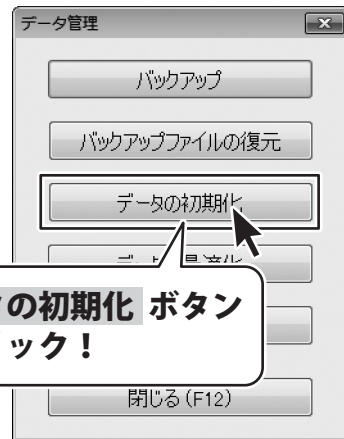 データ管理
バックアップ
バックアップファイルの復元
データの初期化
の初期化 ボタン
ック！
閉じる(F12)